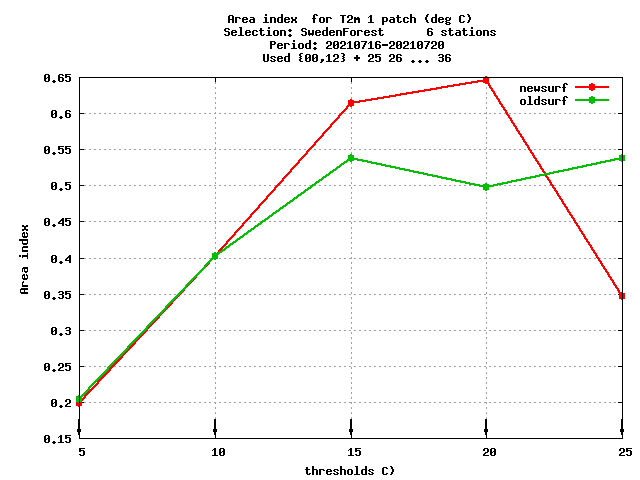 Area index  for T2m 1 patch (deg C)
Selection: SwedenForest      6 stations
Period: 20210716-20210720
Used {00,12} + 25 26 ... 36
newsurf
oldsurf
0.65
0.6
0.55
0.5
0.45
0.4
0.35
0.3
0.25
0.2
0.15
Area index
5 10 15 20 25
thresholds C)